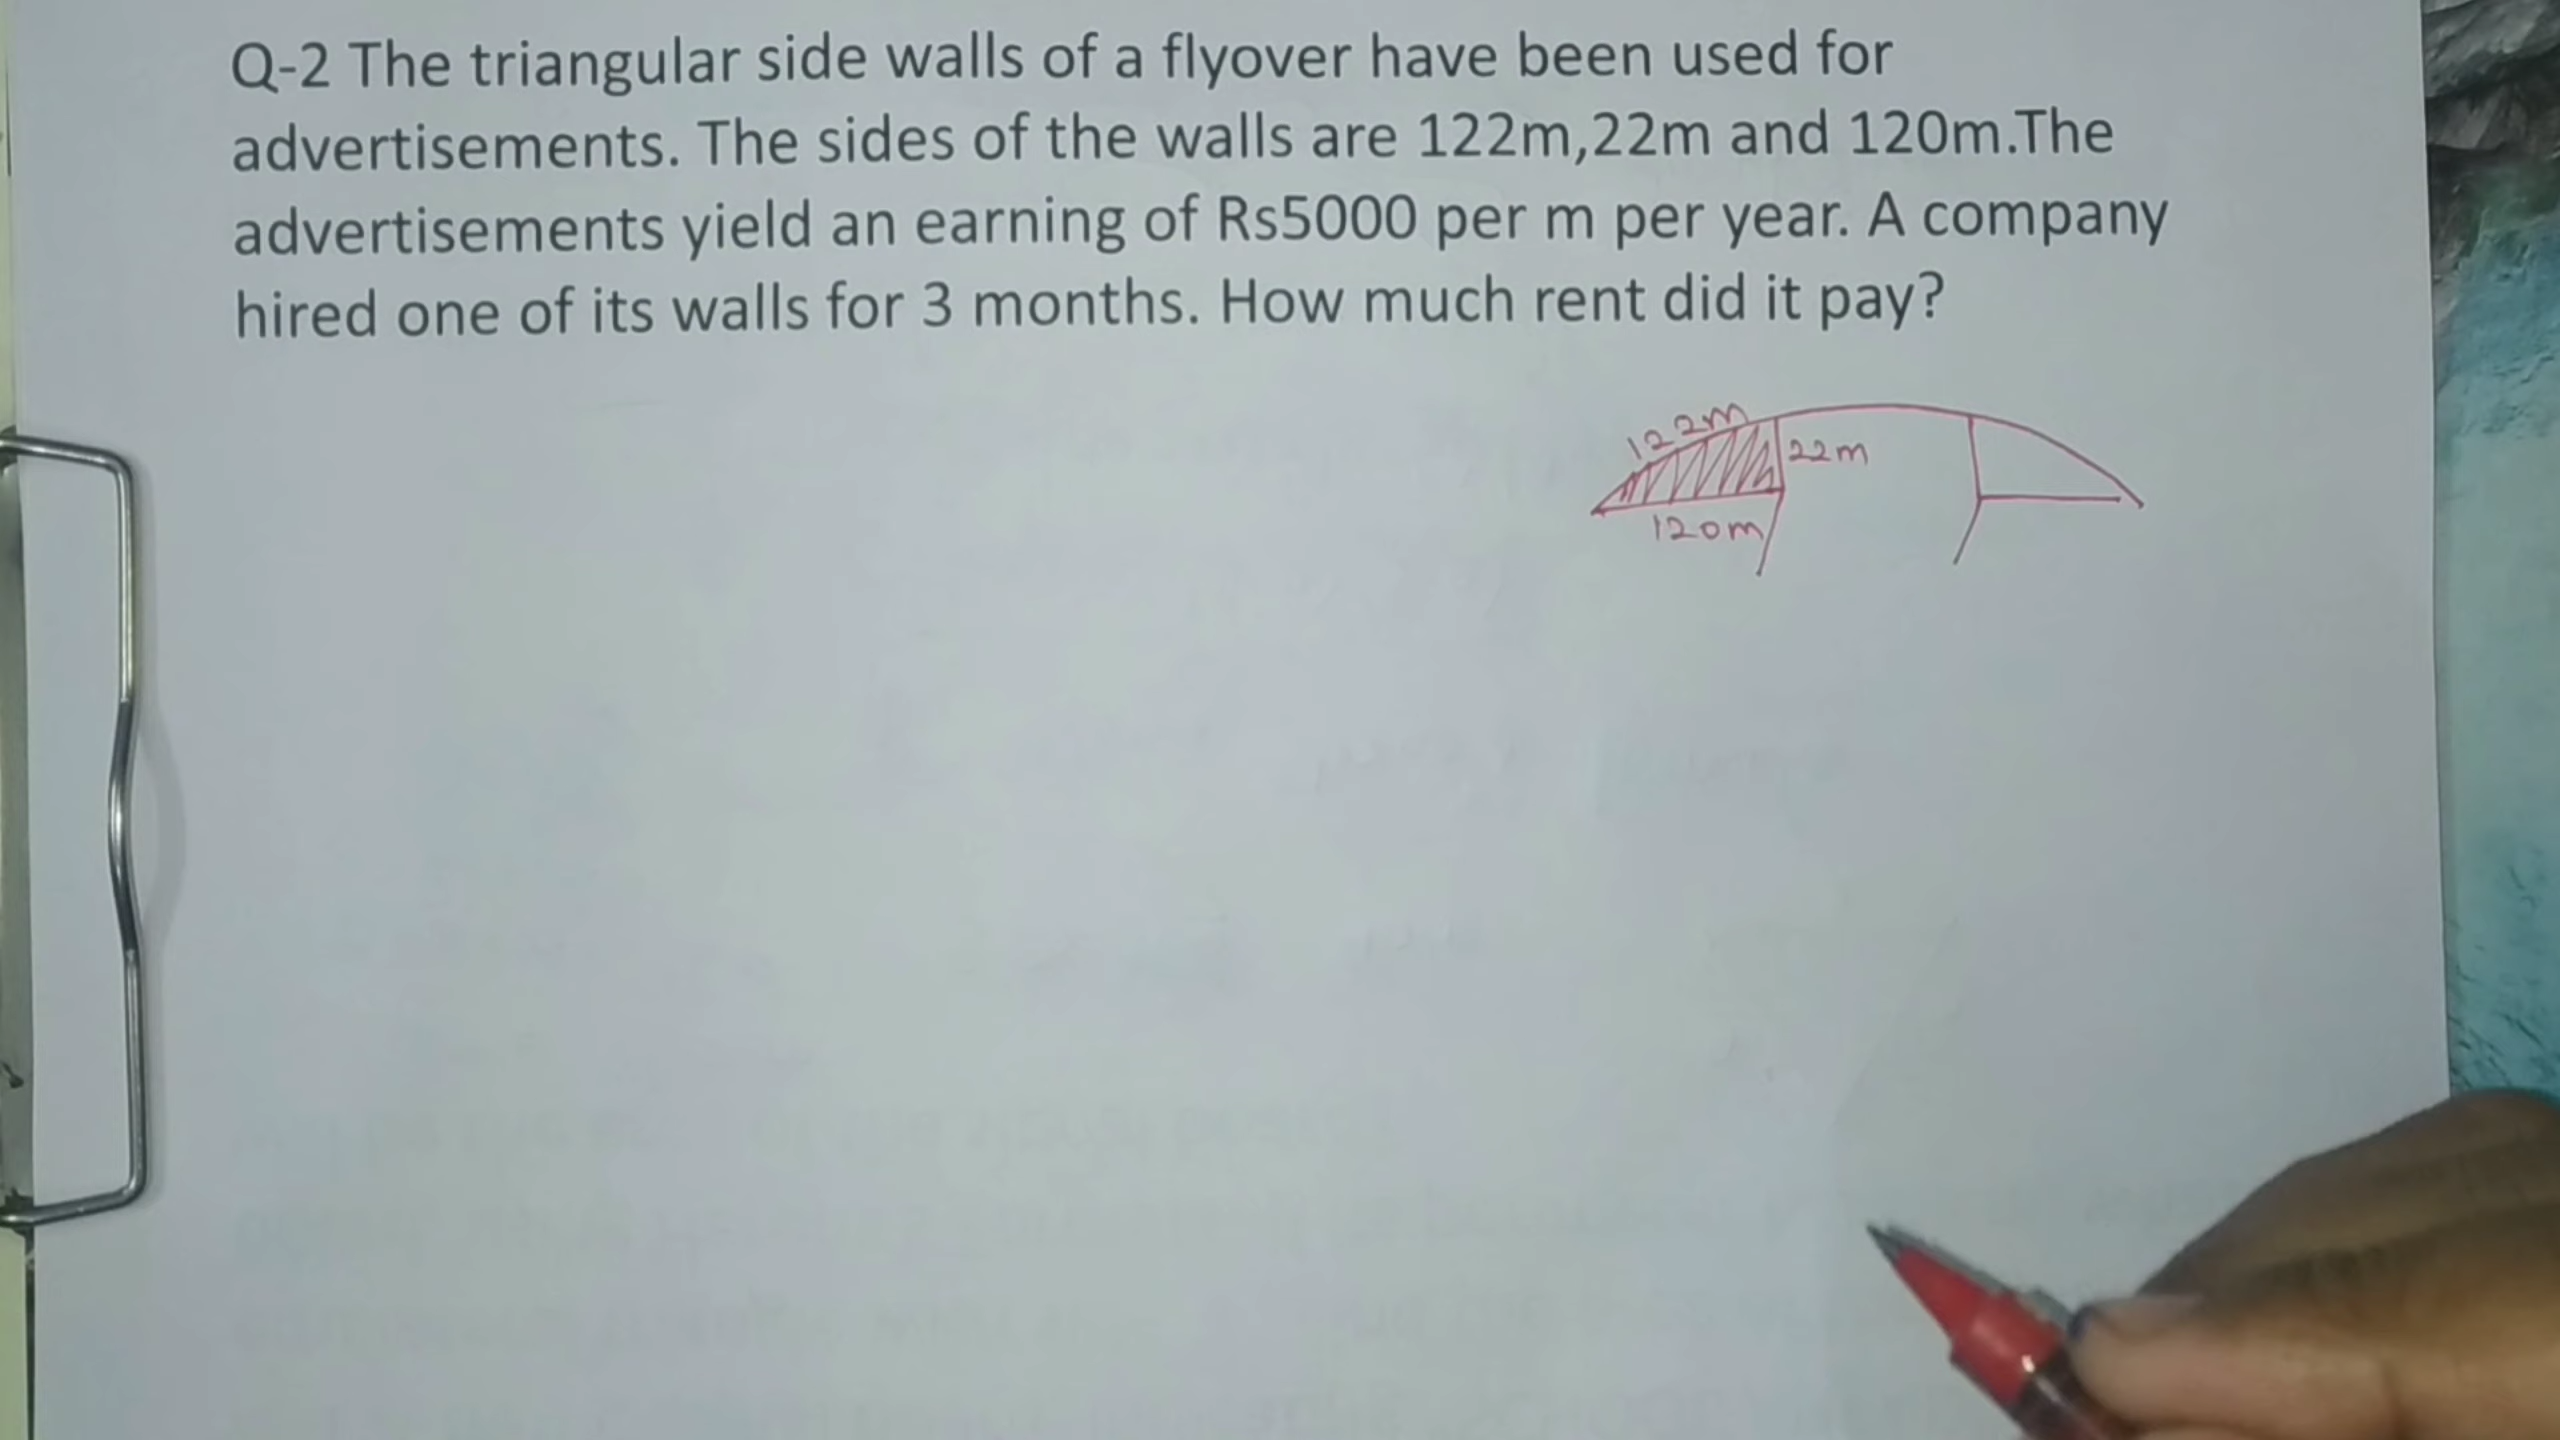 Q-2 The triangular side walls of a flyover have been used for
advertisements. The sides of the walls are 122m,22m and 120m.The
advertisements yield an earning of Rs5000 per m per year. A company
hired one of its walls for 3 months. How much rent did it pay?
122m
22m
120m